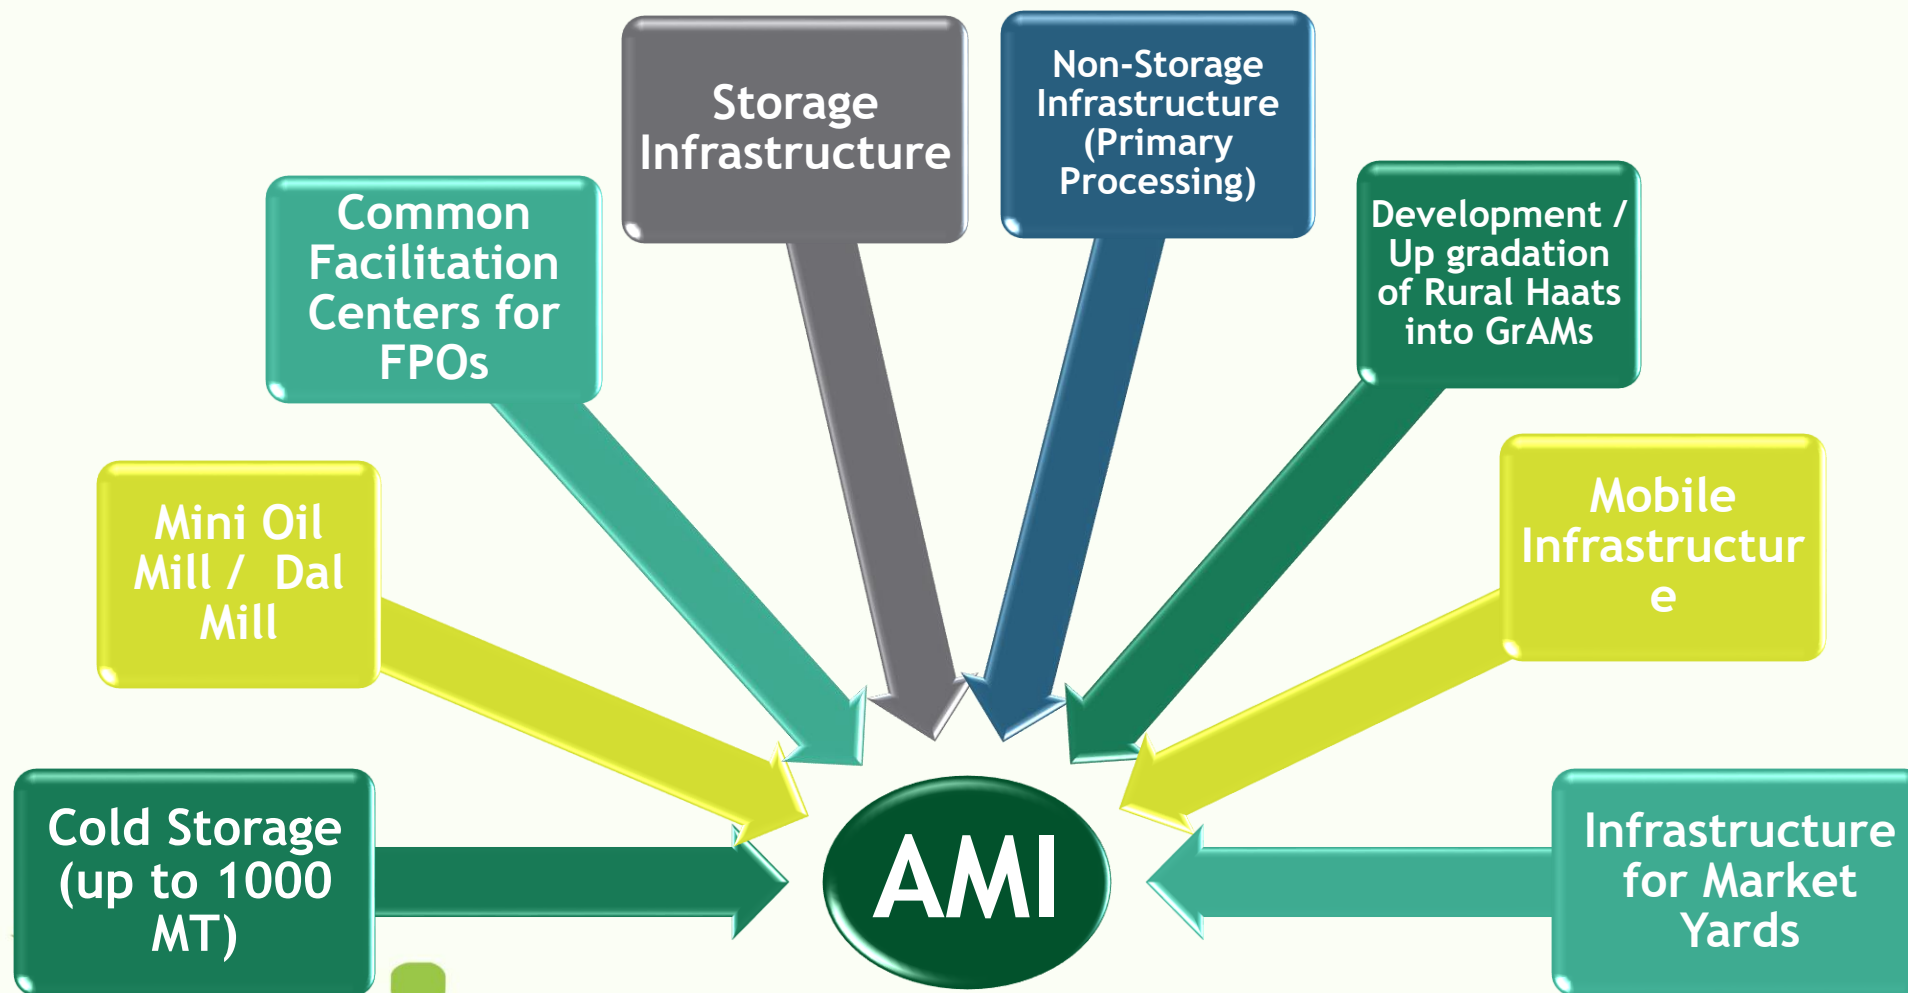 Storage
Infrastructure
Non-Storage
Infrastructure
(Primary
Processing)
Common
Facilitation
Centers for
FPOs
Development /
Up gradation
of Rural Haats
into GrAMs
Mini Oil
Mill / Dal
Mill
Mobile
Infrastructur
e
Cold Storage
(up to 1000
MT)
AMI
Infrastructure
for Market
Yards